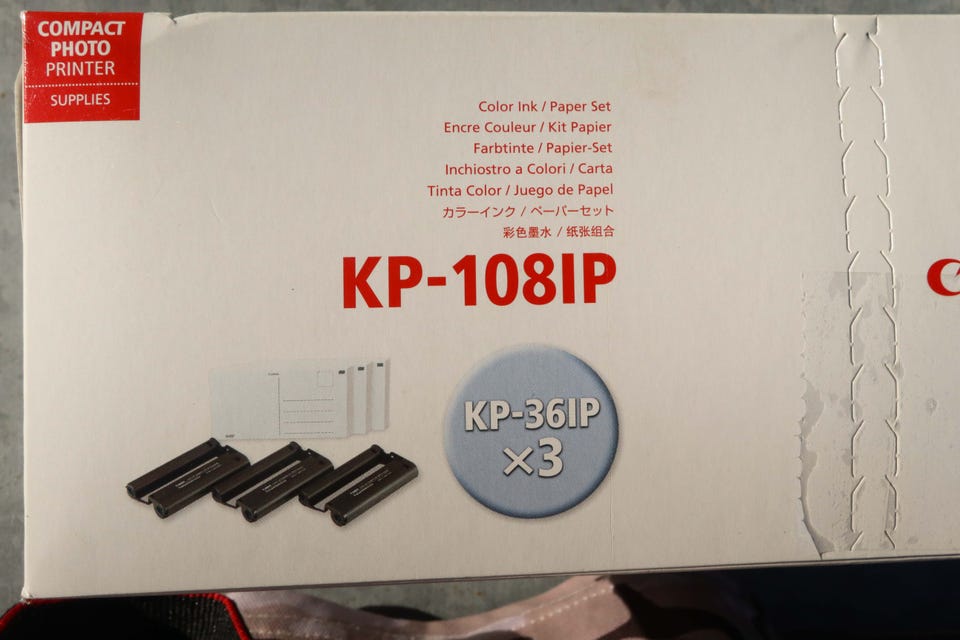 COMPACT
PHOTO
PRINTER
SUPPLIES
Color Ink / Paper Set
Encre Couleur / Kit Papier
Farbtinte / Papier-Set
Inchiostro a Colori / Carta
Tinta Color / Juego de Papel
カラーインク / ペーパーセット
彩色墨水 / 纸张组合
KP-108IP
KP-36IP
×3